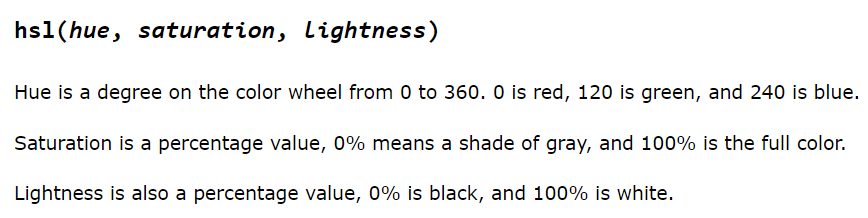 hsl(hue, saturation, lightness)
Hue is a degree on the color wheel from 0 to 360. 0 is red, 120 is green, and 240 is blue.
Saturation is a percentage value, 0% means a shade of gray, and 100% is the full color.
Lightness is also a percentage value, 0% is black, and 100% is white.